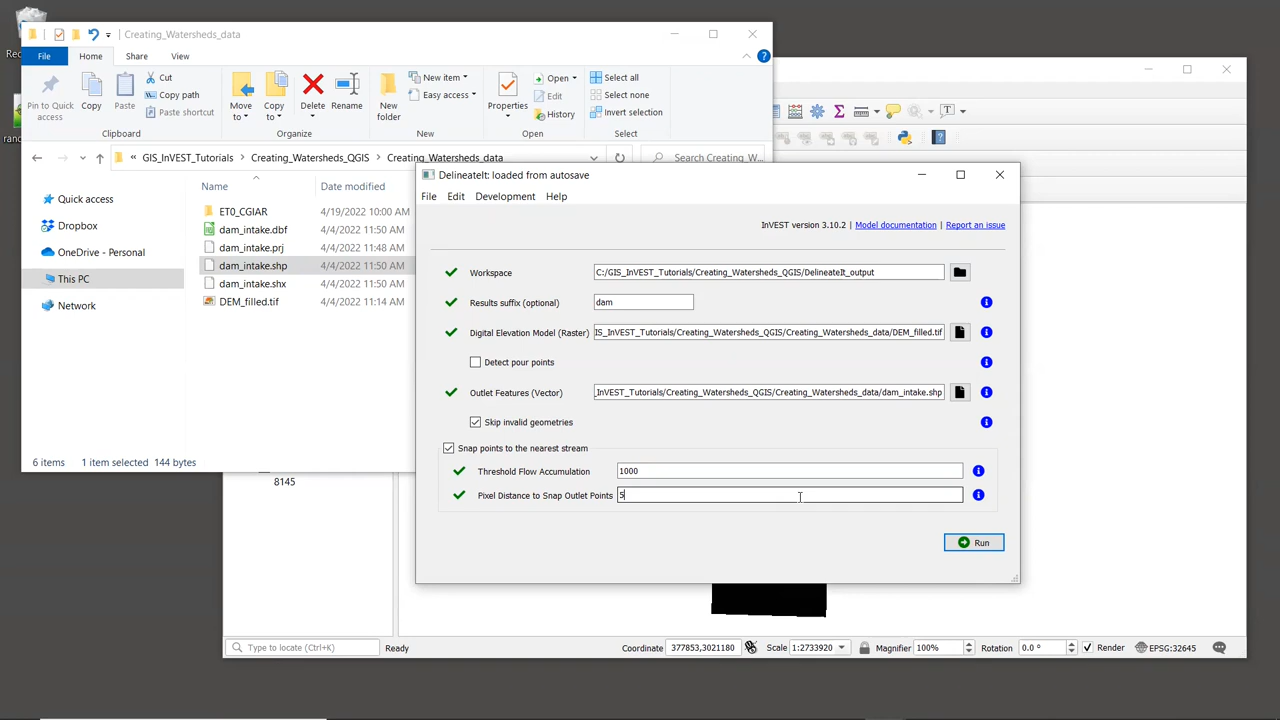 Creating_Watersheds_data
File Home Share View
Pin to Quick access
Copy
Paste
Cut
Copy path
Paste shortcut
Move to
Copy to
Delete
Rename
New folder
New item
Easy access
Properties
Open
Edit
History
Select all
Select none
Invert selection
Clipboard Organize New Open Select
« GIS_InVEST_Tutorials > Creating_Watersheds_QGIS > Creating_Watersheds_data
Search Creating_W...
Quick access
Dropbox
OneDrive - Personal
This PC
Network
Name Date modified
ET0_CGIAR 4/19/2022 10:00 AM
dam_intake.dbf 4/4/2022 11:50 AM
dam_intake.prj 4/4/2022 11:48 AM
dam_intake.shp 4/4/2022 11:50 AM
dam_intake.shx 4/4/2022 11:50 AM
DEM_filled.tif 4/4/2022 11:14 AM
6 items 1 item selected 144 bytes
DelineateIt: loaded from autosave
File Edit Development Help
InVEST version 3.10.2 | Model documentation | Report an issue
Workspace C:/GIS_InVEST_Tutorials/Creating_Watersheds_QGIS/DelineateIt_output
Results suffix (optional) dam
Digital Elevation Model (Raster) IS_InVEST_Tutorials/Creating_Watersheds_QGIS/Creating_Watersheds_data/DEM_filled.tif
Detect pour points
Outlet Features (Vector) _InVEST_Tutorials/Creating_Watersheds_QGIS/Creating_Watersheds_data/dam_intake.shp
Skip invalid geometries
Snap points to the nearest stream
Threshold Flow Accumulation 1000
Pixel Distance to Snap Outlet Points 5
Run
8145
Type to locate (Ctrl+K) Ready Coordinate 377853,3021180 Scale 1:2733920 Magnifier 100% Rotation 0.0 ° Render EPSG:32645